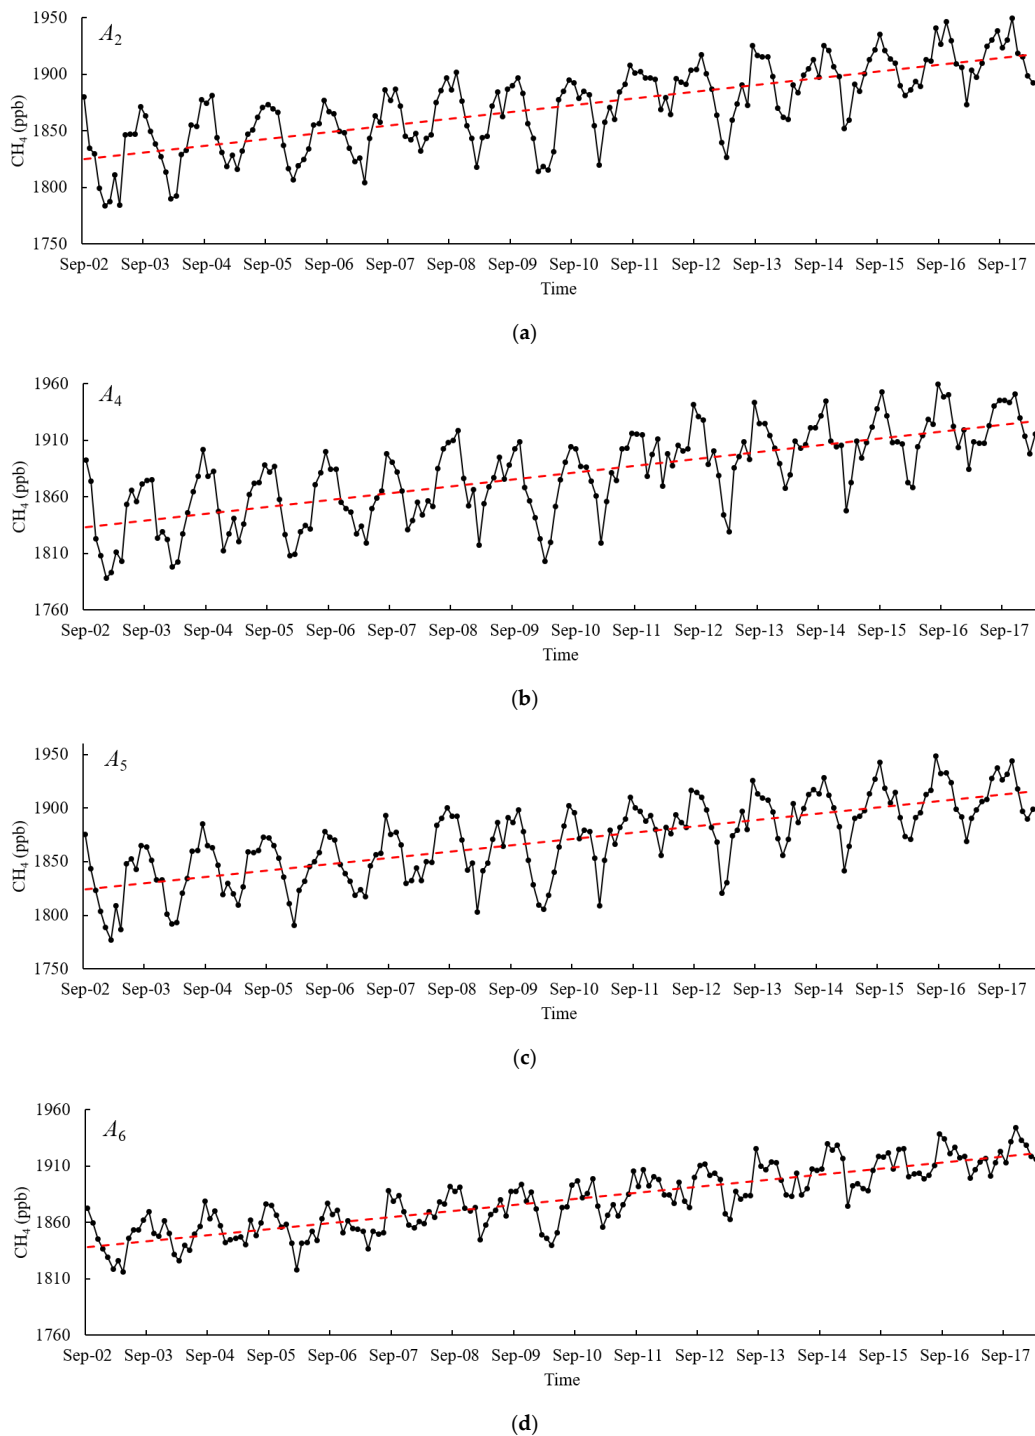 A2
CH4 (ppb)
1950
1900
1850
1800
1750
Sep-02 Sep-03 Sep-04 Sep-05 Sep-06 Sep-07 Sep-08 Sep-09 Sep-10 Sep-11 Sep-12 Sep-13 Sep-14 Sep-15 Sep-16 Sep-17
Time
(a)
A4
CH4 (ppb)
1960
1910
1860
1810
1760
Sep-02 Sep-03 Sep-04 Sep-05 Sep-06 Sep-07 Sep-08 Sep-09 Sep-10 Sep-11 Sep-12 Sep-13 Sep-14 Sep-15 Sep-16 Sep-17
Time
(b)
A5
CH4 (ppb)
1950
1900
1850
1800
1750
Sep-02 Sep-03 Sep-04 Sep-05 Sep-06 Sep-07 Sep-08 Sep-09 Sep-10 Sep-11 Sep-12 Sep-13 Sep-14 Sep-15 Sep-16 Sep-17
Time
(c)
A6
CH4 (ppb)
1960
1910
1860
1810
1760
Sep-02 Sep-03 Sep-04 Sep-05 Sep-06 Sep-07 Sep-08 Sep-09 Sep-10 Sep-11 Sep-12 Sep-13 Sep-14 Sep-15 Sep-16 Sep-17
Time
(d)